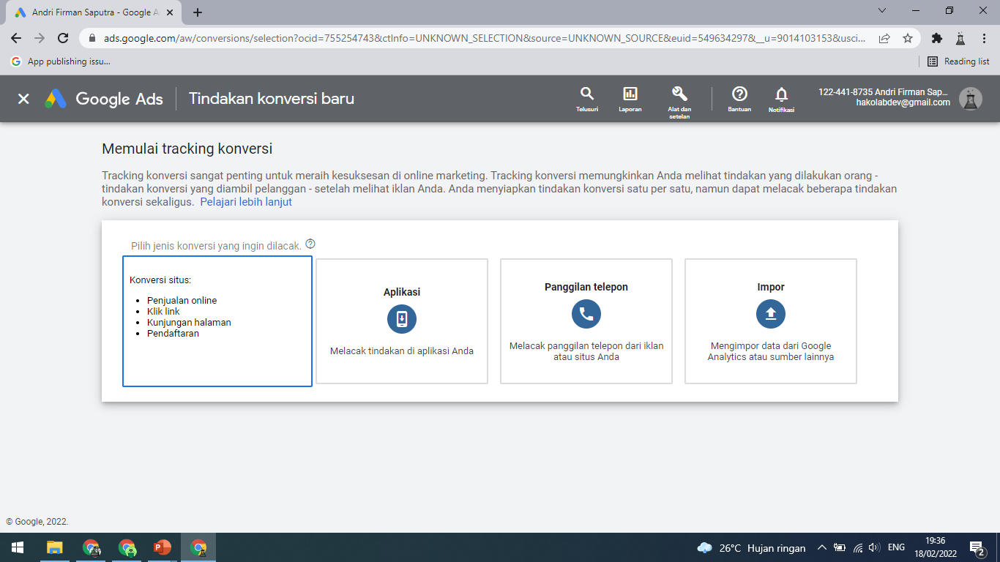 Andri Firman Saputra - Google A
ads.google.com/aw/conversions/selection?ocid=755254743&ctInfo=UNKNOWN_SELECTION&source=UNKNOWN_SOURCE&euid=549634297&__u=9014103153&usci...
App publishing issu...
Reading list
Google Ads
Tindakan konversi baru
Telusuri
Laporan
Alat dan
setelan
Bantuan
Notifikasi
122-441-8735 Andri Firman Sap...
hakolabdev@gmail.com
Memulai tracking konversi
Tracking konversi sangat penting untuk meraih kesuksesan di online marketing. Tracking konversi memungkinkan Anda melihat tindakan yang dilakukan orang -
tindakan konversi yang diambil pelanggan - setelah melihat iklan Anda. Anda menyiapkan tindakan konversi satu per satu, namun dapat melacak beberapa tindakan
konversi sekaligus. Pelajari lebih lanjut
Pilih jenis konversi yang ingin dilacak.
Konversi situs:
• Penjualan online
• Klik link
• Kunjungan halaman
• Pendaftaran
Aplikasi
Melacak tindakan di aplikasi Anda
Panggilan telepon
Melacak panggilan telepon dari iklan
atau situs Anda
Impor
Mengimpor data dari Google
Analytics atau sumber lainnya
© Google, 2022.
26°C Hujan ringan
ENG
19:36
18/02/2022
2